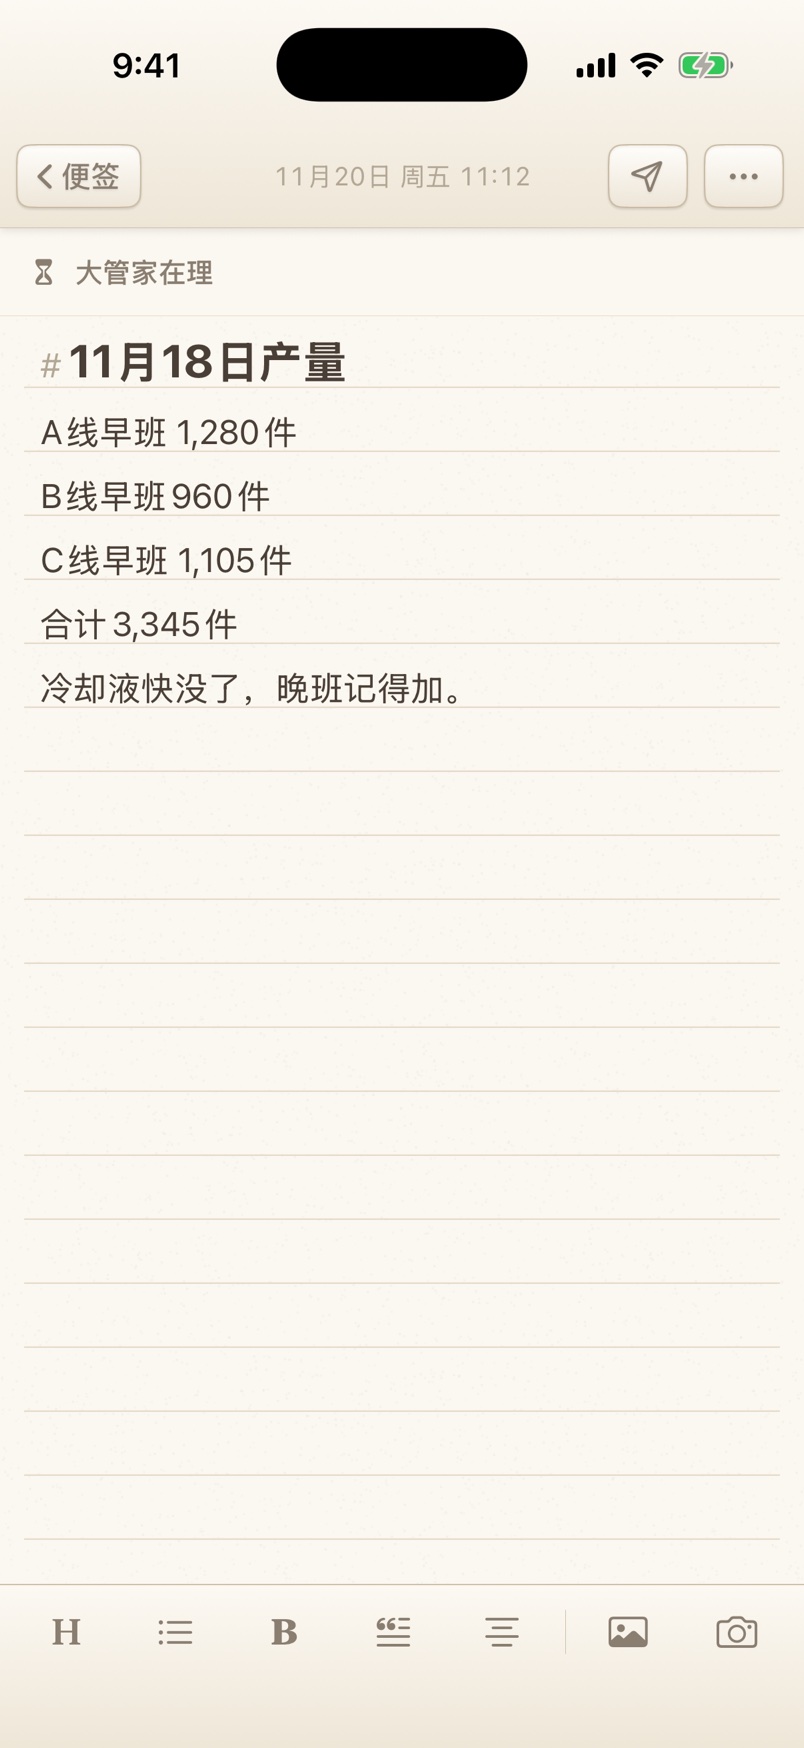 9:41
便签
11月20日 周五 11:12
大管家在理
# 11月18日产量
A线早班 1,280件
B线早班960件
C线早班 1,105件
合计3,345件
冷却液快没了，晚班记得加。
H
B